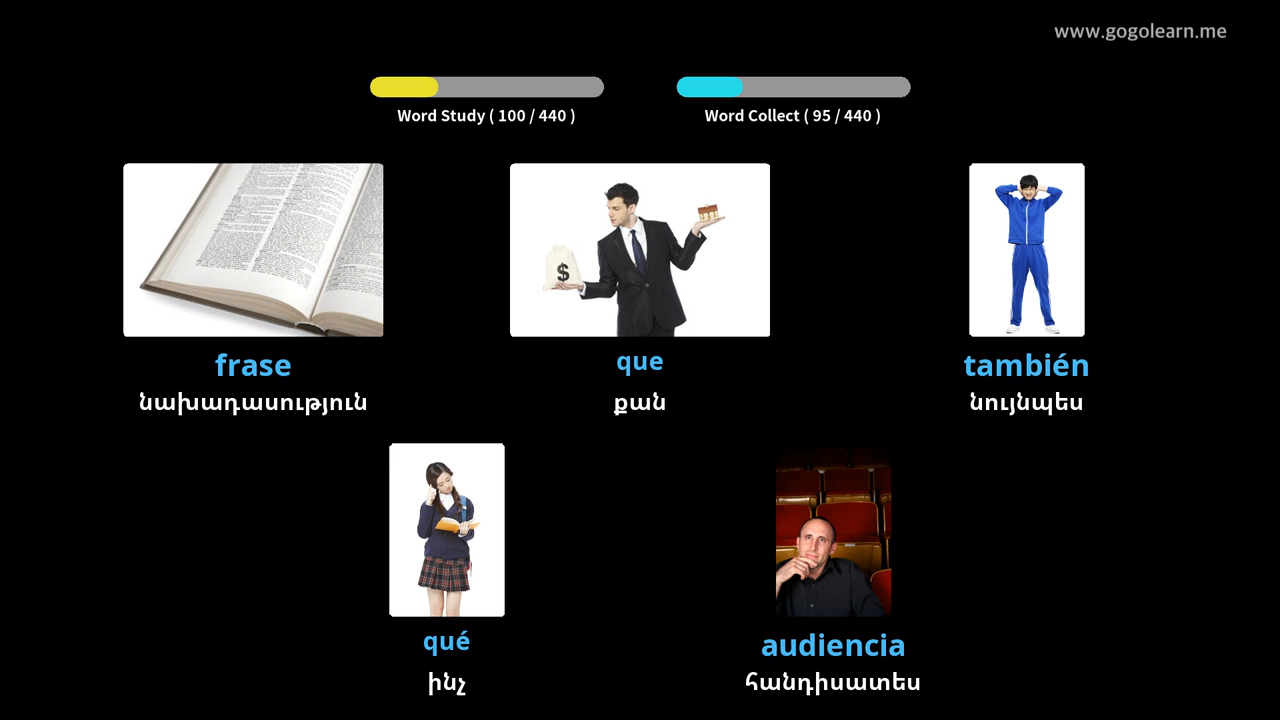 www.gogolearn.me
Word Study ( 100 / 440 )
Word Collect ( 95 / 440 )
frase
նախադասություն
que
քան
también
նույնպես
qué
ինչ
audiencia
հանդիսատես
$